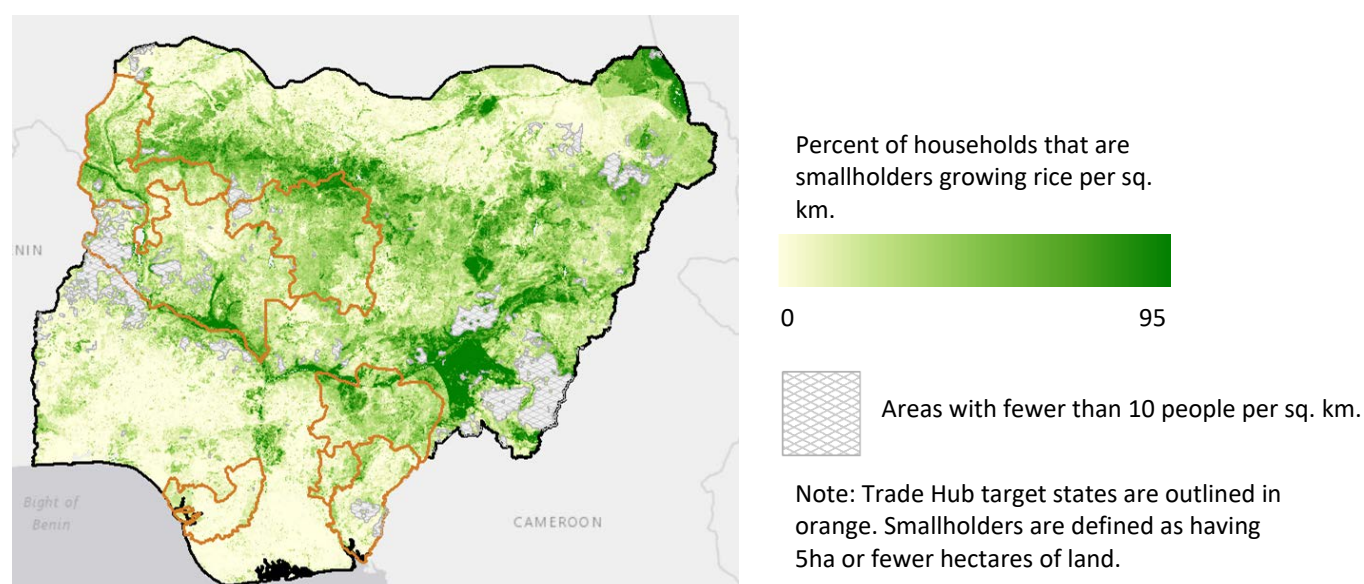 NIN
Bight of
Benin
CAMEROON
Percent of households that are
smallholders growing rice per sq.
km.
0 95
Areas with fewer than 10 people per sq. km.
Note: Trade Hub target states are outlined in
orange. Smallholders are defined as having
5ha or fewer hectares of land.